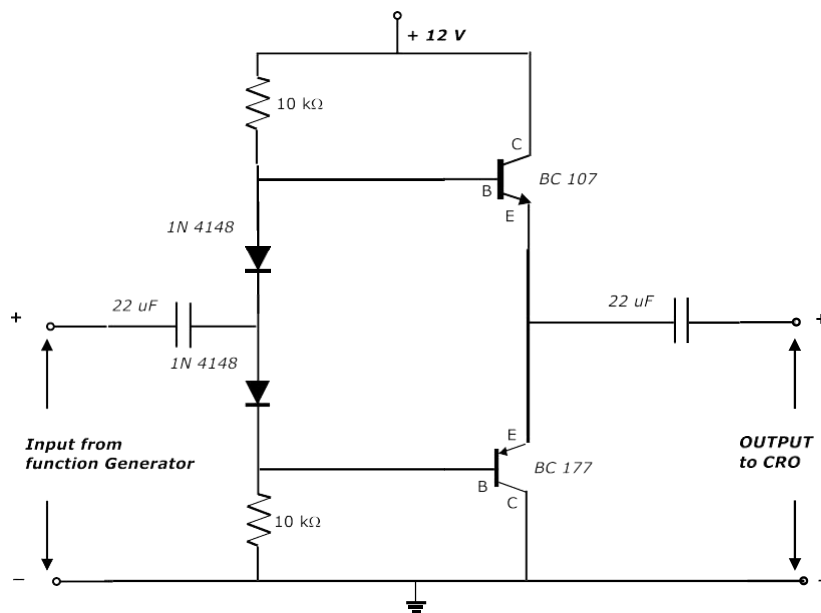 + 12 V
10 kΩ
C
B
BC 107
E
1N 4148
22 uF
22 uF
+
+
1N 4148
Input from
function Generator
E
OUTPUT
to CRO
BC 177
B
C
10 kΩ
–
–